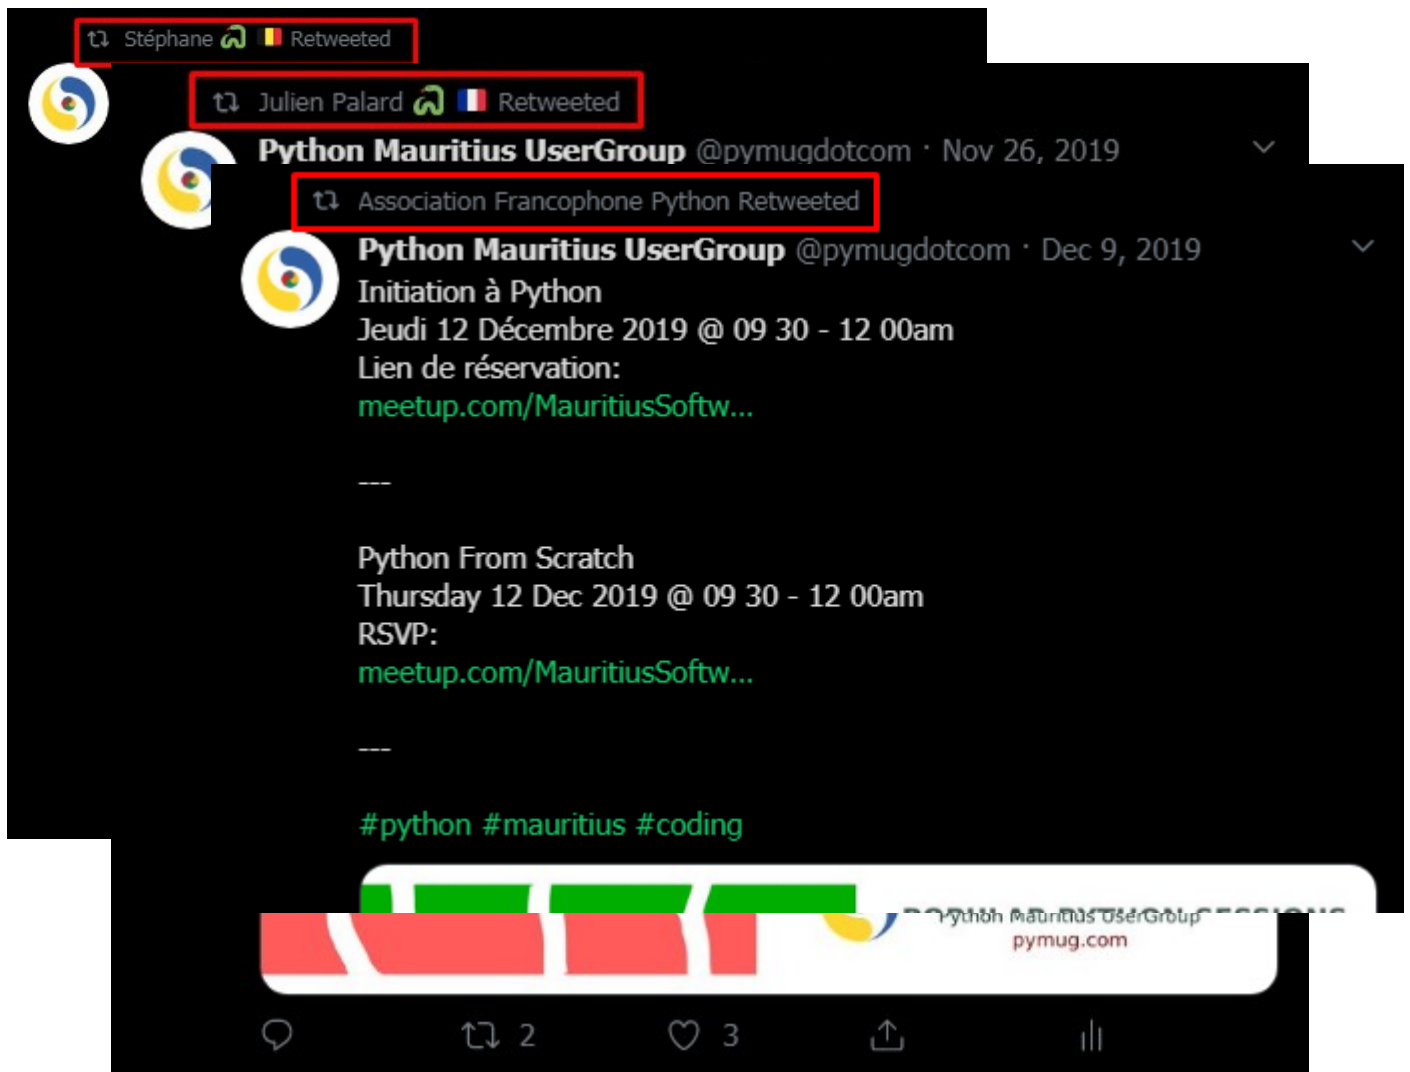 Stéphane 🐍 🇧🇪 Retweeted
Julien Palard 🐍 🇫🇷 Retweeted
Python Mauritius UserGroup @pymugdotcom · Nov 26, 2019
Association Francophone Python Retweeted
Python Mauritius UserGroup @pymugdotcom · Dec 9, 2019
Initiation à Python
Jeudi 12 Décembre 2019 @ 09 30 - 12 00am
Lien de réservation:
meetup.com/MauritiusSoftw...
---
Python From Scratch
Thursday 12 Dec 2019 @ 09 30 - 12 00am
RSVP:
meetup.com/MauritiusSoftw...
---
#python #mauritius #coding
Python Mauritius UserGroup
pymug.com
2 3